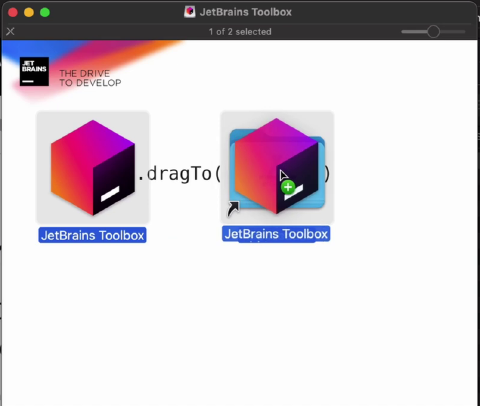 JetBrains Toolbox
1 of 2 selected
JET
BRAINS
THE DRIVE
TO DEVELOP
.dragTo( )
JetBrains Toolbox
JetBrains Toolbox